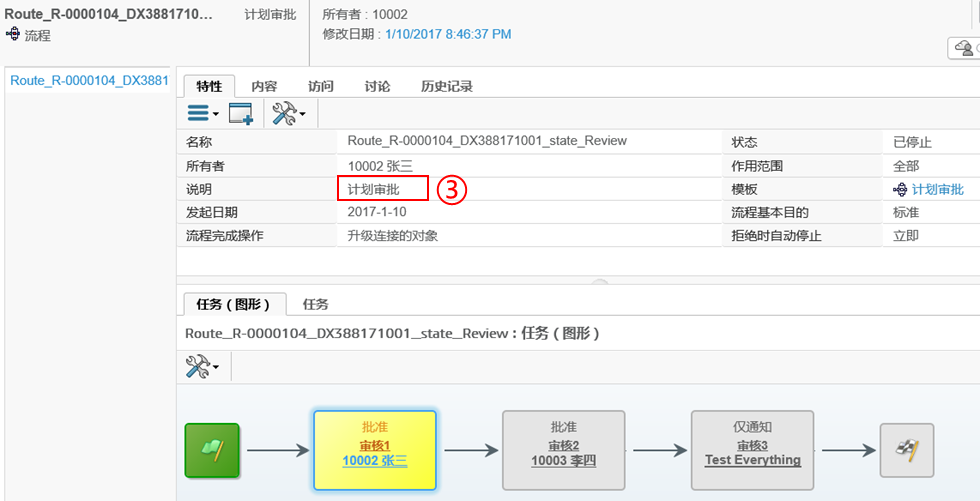 Route_R-0000104_DX3881710... 计划审批
流程
所有者 : 10002
修改日期 : 1/10/2017 8:46:37 PM
Route_R-0000104_DX3881
特性 内容 访问 讨论 历史记录
名称 Route_R-0000104_DX388171001_state_Review 状态 已停止
所有者 10002 张三 作用范围 全部
说明 计划审批 ③ 模板 计划审批
发起日期 2017-1-10 流程基本目的 标准
流程完成操作 升级连接的对象 拒绝时自动停止 立即
任务 ( 图形 ) 任务
Route_R-0000104_DX388171001_state_Review : 任务 ( 图形 )
批准
审核1
10002 张三
批准
审核2
10003 李四
仅通知
审核3
Test Everything